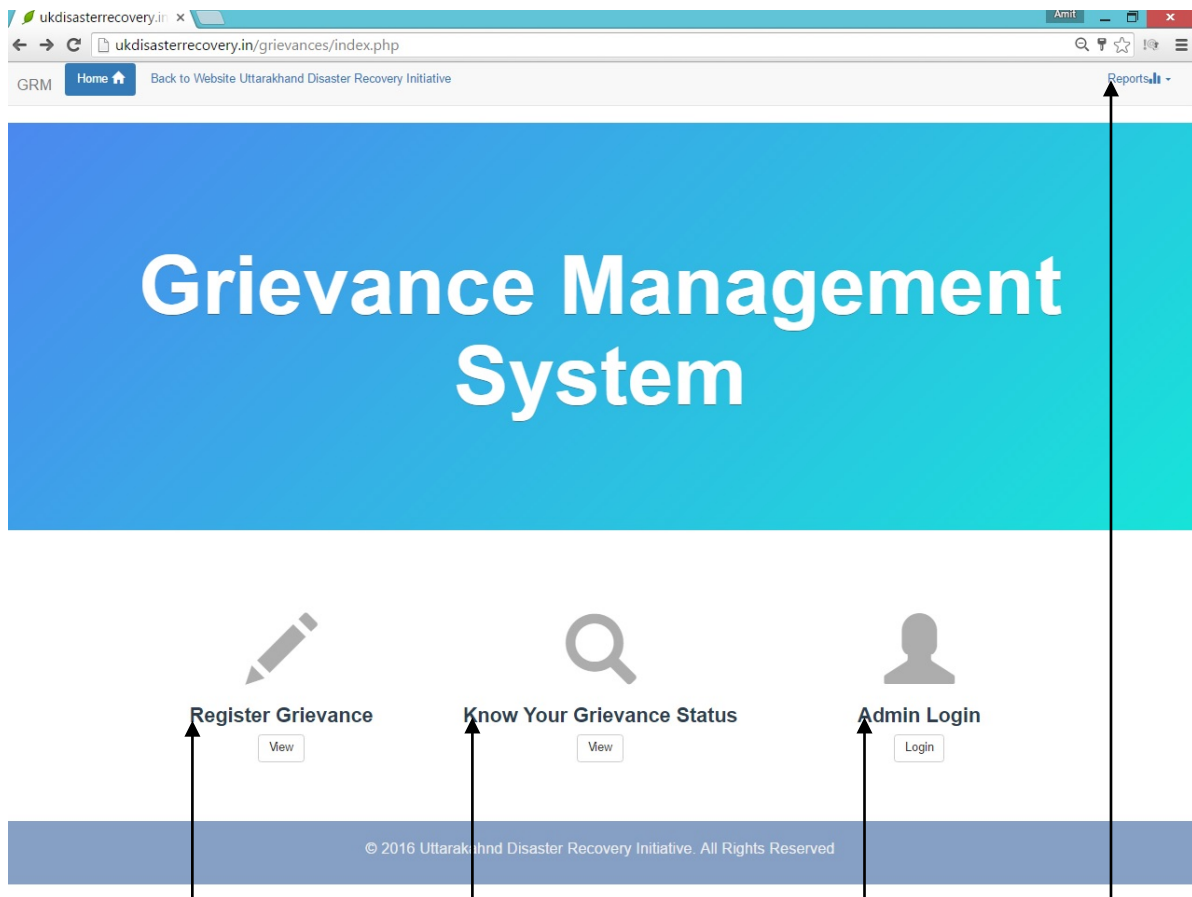 ukdisasterrecovery.in
Amit
ukdisasterrecovery.in/grievances/index.php
GRM
Home
Back to Website Uttarakhand Disaster Recovery Initiative
Reports
Grievance Management
System
Register Grievance
Know Your Grievance Status
Admin Login
View
View
Login
© 2016 Uttarakahnd Disaster Recovery Initiative. All Rights Reserved